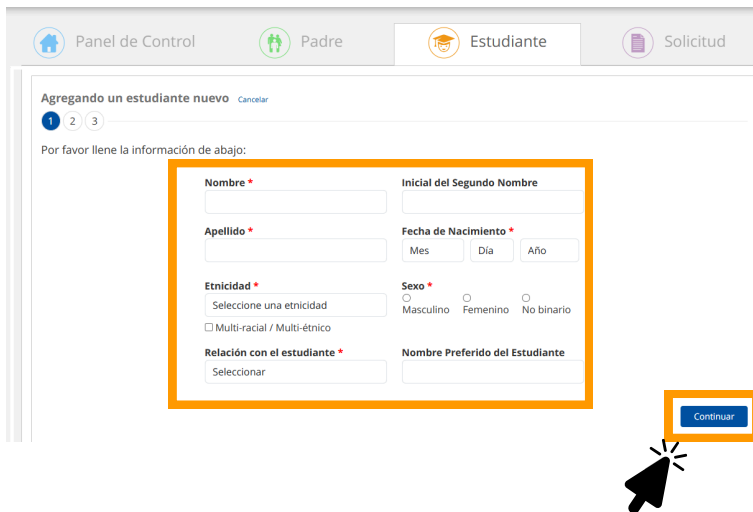 Panel de Control Padre Estudiante Solicitud
Agregando un estudiante nuevo Cancelar
1 2 3
Por favor llene la información de abajo:
Nombre * Inicial del Segundo Nombre
Apellido * Fecha de Nacimiento *
Mes Día Año
Etnicidad * Sexo *
Seleccione una etnicidad
Masculino Femenino No binario
Multi-racial / Multi-étnico
Relación con el estudiante * Nombre Preferido del Estudiante
Seleccionar
Continuar